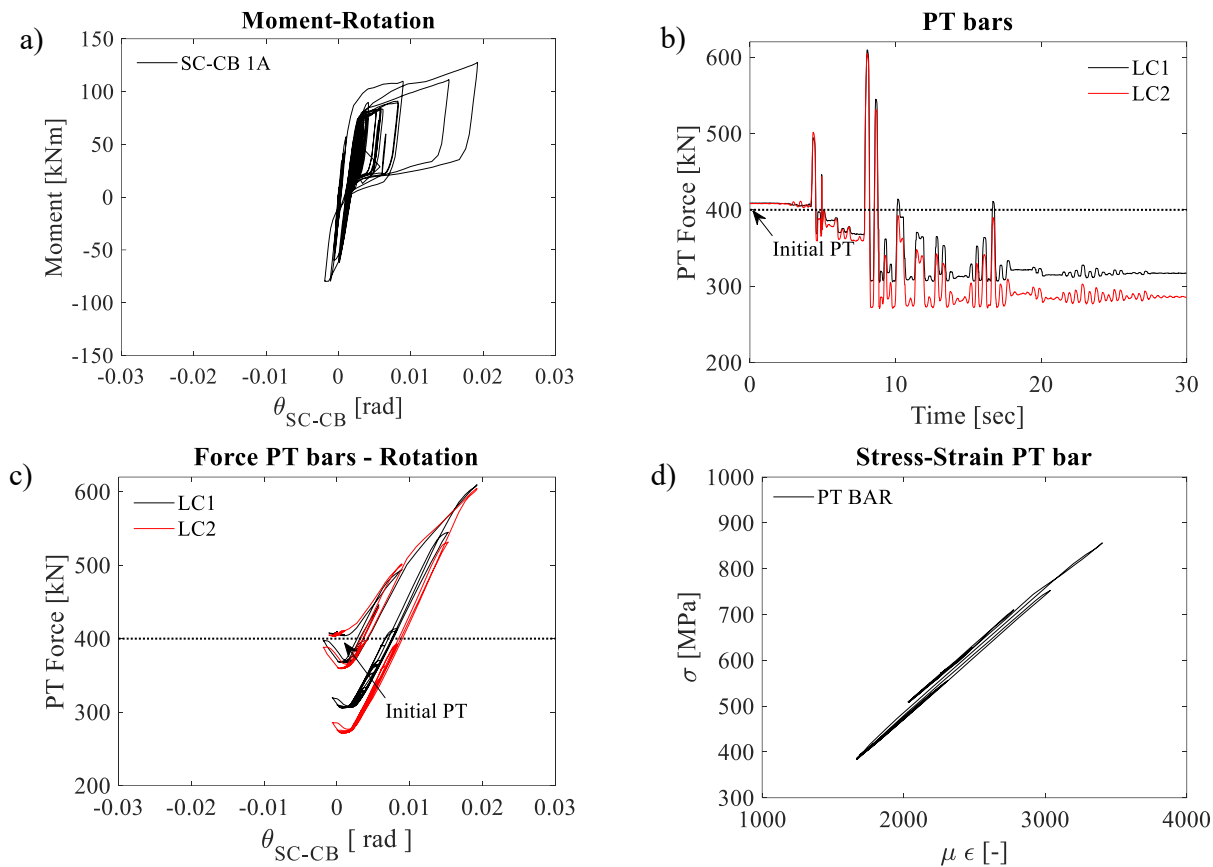 a)
Moment-Rotation
SC-CB 1A
Moment [kNm]
150
100
50
0
-50
-100
-150
-0.03
-0.02
-0.01
0
0.01
0.02
0.03
θSC-CB [rad]
b)
PT bars
LC1
LC2
PT Force [kN]
600
500
400
300
200
Initial PT
0
10
20
30
Time [sec]
c)
Force PT bars - Rotation
LC1
LC2
PT Force [kN]
600
500
400
300
200
Initial PT
-0.03
-0.02
-0.01
0
0.01
0.02
0.03
θSC-CB [ rad ]
d)
Stress-Strain PT bar
PT BAR
σ [MPa]
1000
900
800
700
600
500
400
300
1000
2000
3000
4000
μ ϵ [-]